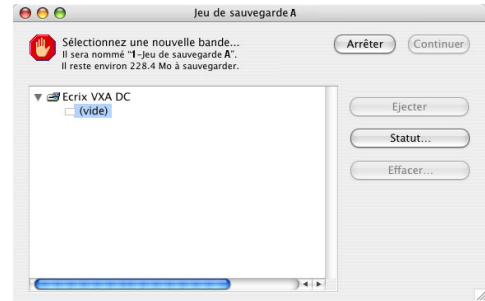 Jeu de sauvegarde A
Sélectionnez une nouvelle bande...
Il sera nommé "1-Jeu de sauvegarde A".
Il reste environ 228.4 Mo à sauvegarder.
Arrêter
Continuer
Ecrix VXA DC
(vide)
Ejecter
Statut...
Effacer...